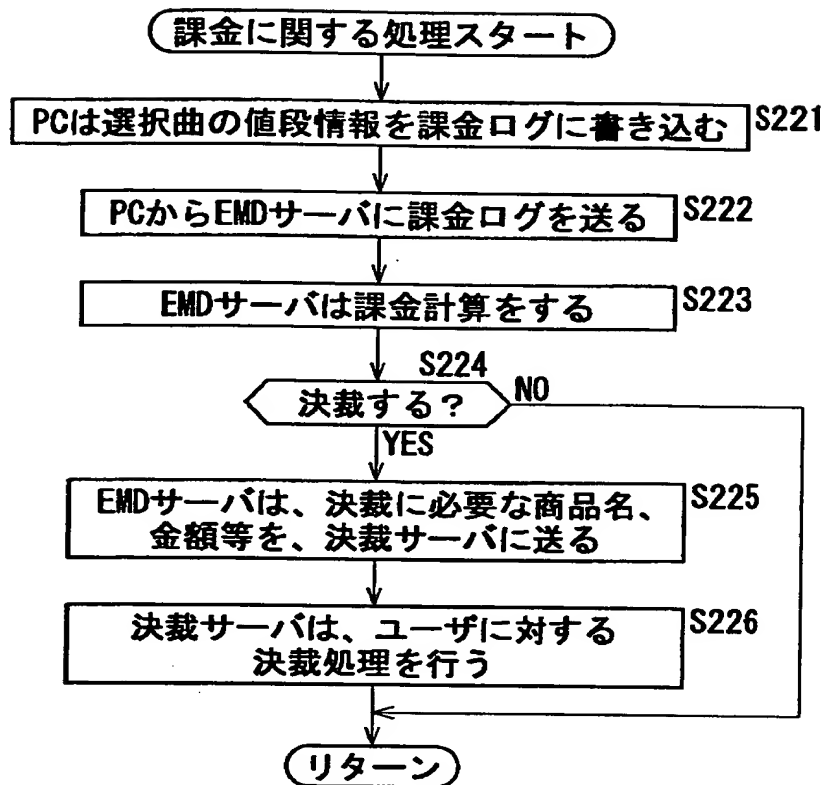 課金に関する処理スタート
PCは選択曲の値段情報を課金ログに書き込む
S221
PCからEMDサーバに課金ログを送る
S222
EMDサーバは課金計算をする
S223
S224
決裁する?
NO
YES
EMDサーバは、決裁に必要な商品名、
金額等を、決裁サーバに送る
S225
決裁サーバは、ユーザに対する
決裁処理を行う
S226
リターン